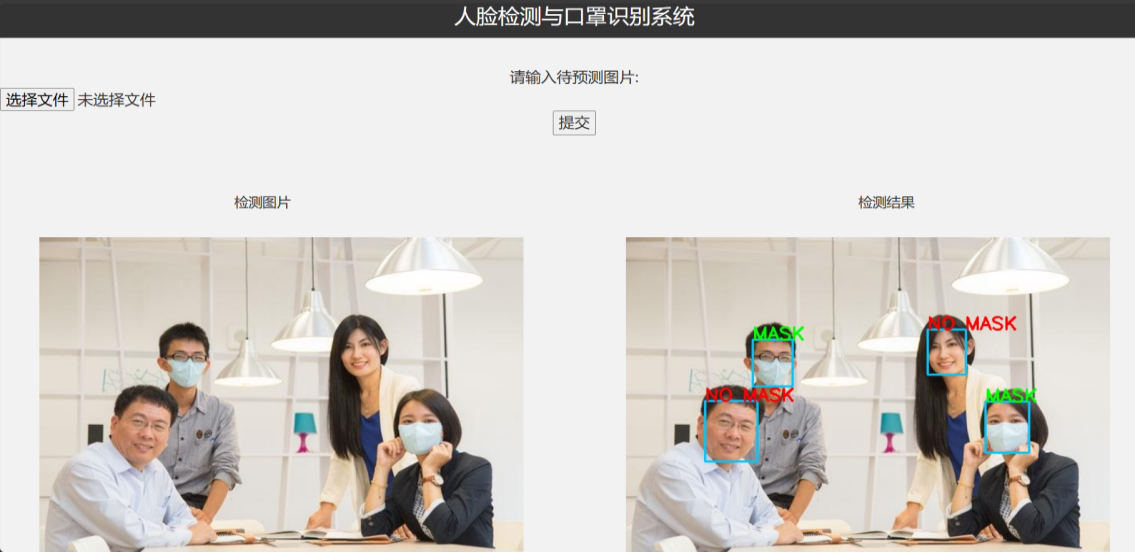 人脸检测与口罩识别系统
请输入待预测图片:
选择文件 未选择文件
提交
检测图片
检测结果
MASK
NO MASK
NO MASK
MASK